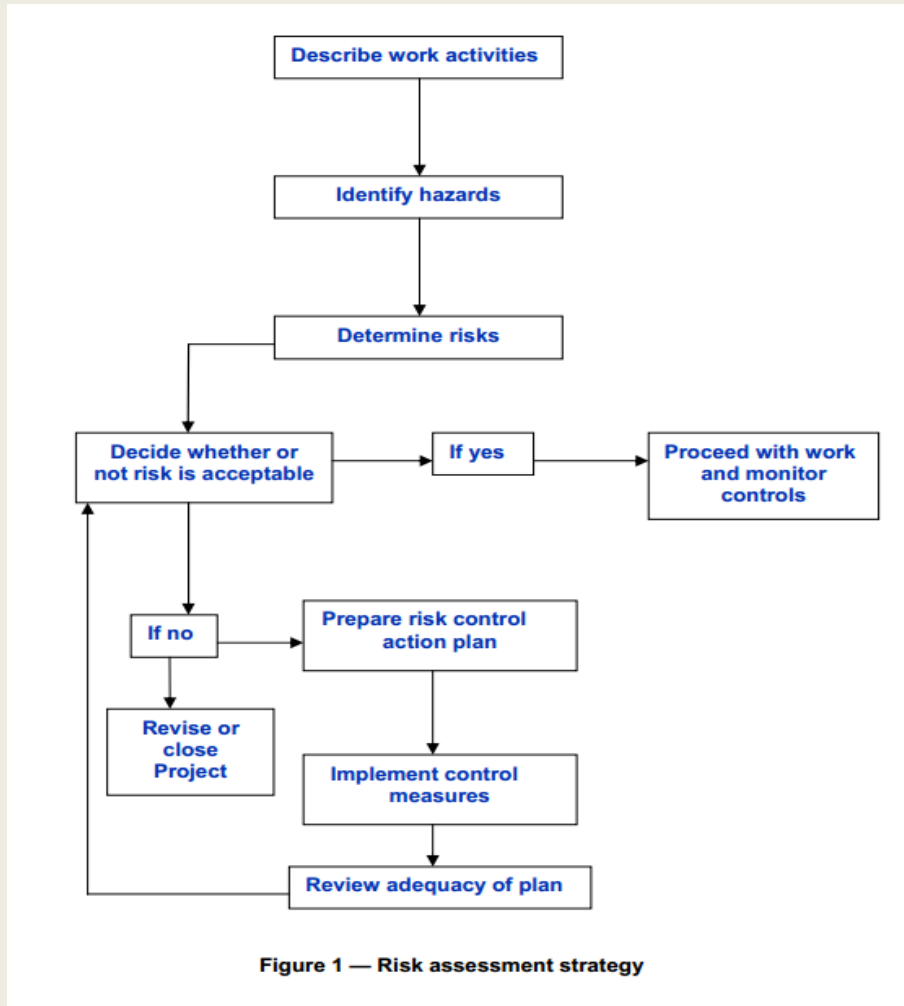 Describe work activities
Identify hazards
Determine risks
Decide whether or
not risk is acceptable
If yes
Proceed with work
and monitor
controls
If no
Prepare risk control
action plan
Revise or
close
Project
Implement control
measures
Review adequacy of plan
Figure 1 — Risk assessment strategy